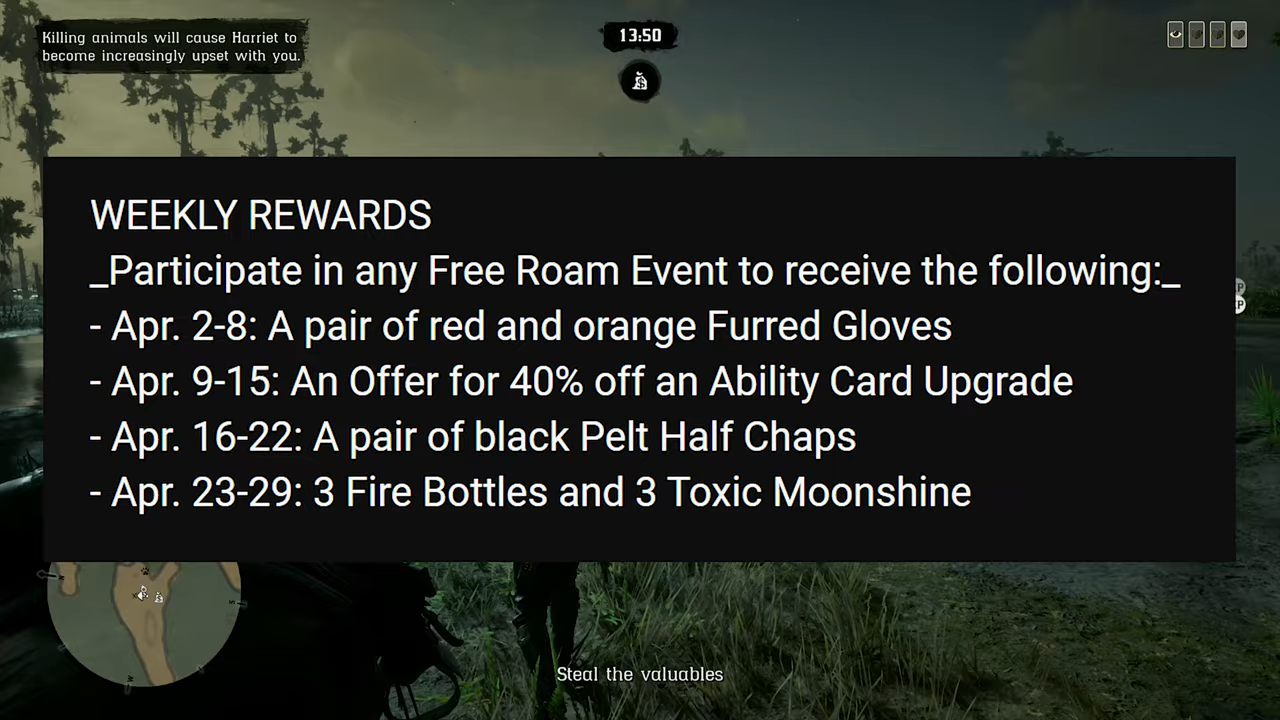 Killing animals will cause Harriet to
become increasingly upset with you.
13:50
WEEKLY REWARDS
_Participate in any Free Roam Event to receive the following:_
- Apr. 2-8: A pair of red and orange Furred Gloves
- Apr. 9-15: An Offer for 40% off an Ability Card Upgrade
- Apr. 16-22: A pair of black Pelt Half Chaps
- Apr. 23-29: 3 Fire Bottles and 3 Toxic Moonshine
Steal the valuables